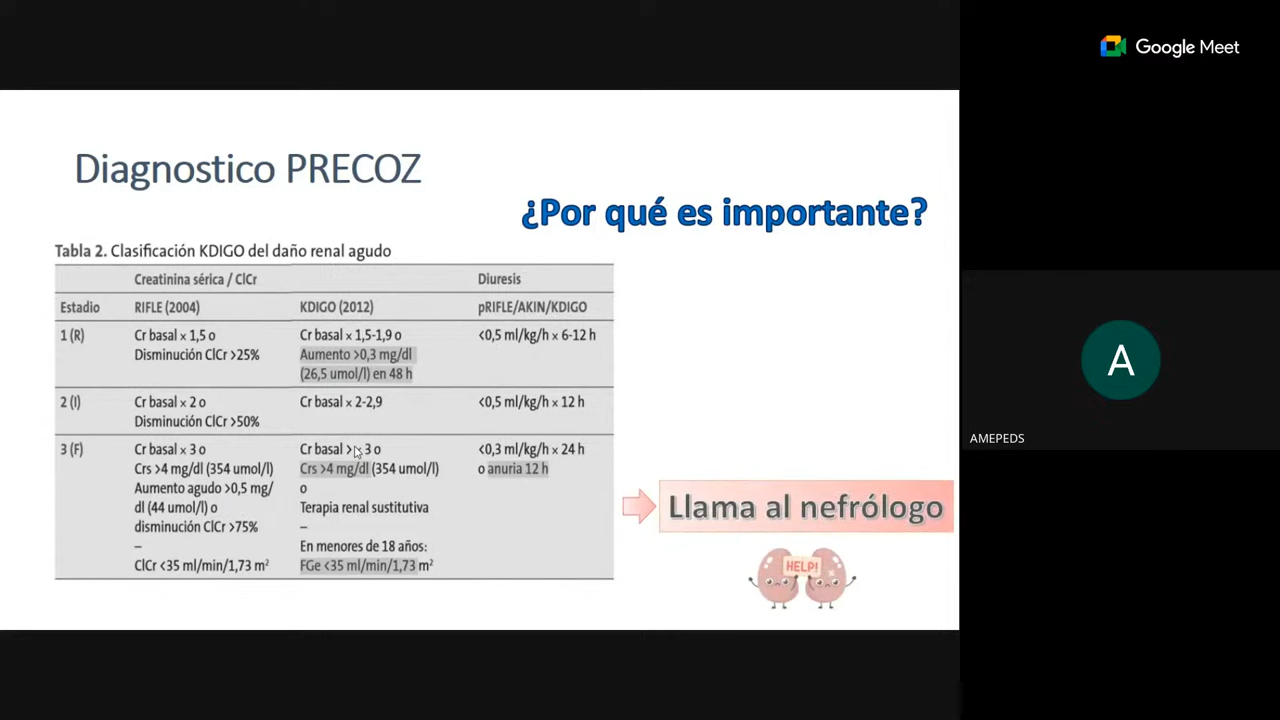 Google Meet
Diagnostico PRECOZ
¿Por qué es importante?
Tabla 2. Clasificación KDIGO del daño renal agudo
Creatinina sérica / ClCr Diuresis
Estadio RIFLE (2004) KDIGO (2012) pRIFLE/AKIN/KDIGO
1 (R) Cr basal × 1,5 o Cr basal × 1,5-1,9 o <0,5 ml/kg/h × 6-12 h
Disminución ClCr >25% Aumento >0,3 mg/dl
(26,5 umol/l) en 48 h
2 (I) Cr basal × 2 o Cr basal × 2-2,9 <0,5 ml/kg/h × 12 h
Disminución ClCr >50%
3 (F) Cr basal × 3 o Cr basal > × 3 o <0,3 ml/kg/h × 24 h
Crs >4 mg/dl (354 umol/l) Crs >4 mg/dl (354 umol/l) o anuria 12 h
Aumento agudo >0,5 mg/ o
dl (44 umol/l) o Terapia renal sustitutiva
disminución ClCr >75% –
– En menores de 18 años:
ClCr <35 ml/min/1,73 m² FGe <35 ml/min/1,73 m²
Llama al nefrólogo
HELP!
A
AMEPEDS